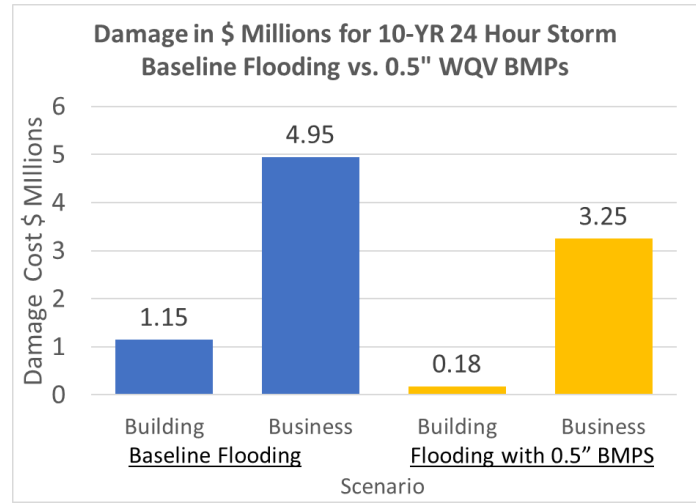 Damage in $ Millions for 10-YR 24 Hour Storm
Baseline Flooding vs. 0.5" WQV BMPs
Damage Cost $ MIllions
6
5
4
3
2
1
0
1.15
4.95
0.18
3.25
Building Business Building Business
Baseline Flooding Flooding with 0.5” BMPS
Scenario